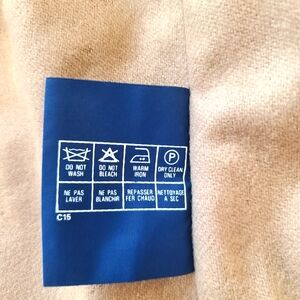 P
DO NOT WASH
DO NOT BLEACH
WARM IRON
DRY CLEAN ONLY
NE PAS LAVER
NE PAS BLANCHIR
REPASSER FER CHAUD
NETTOYAGE A SEC
C15